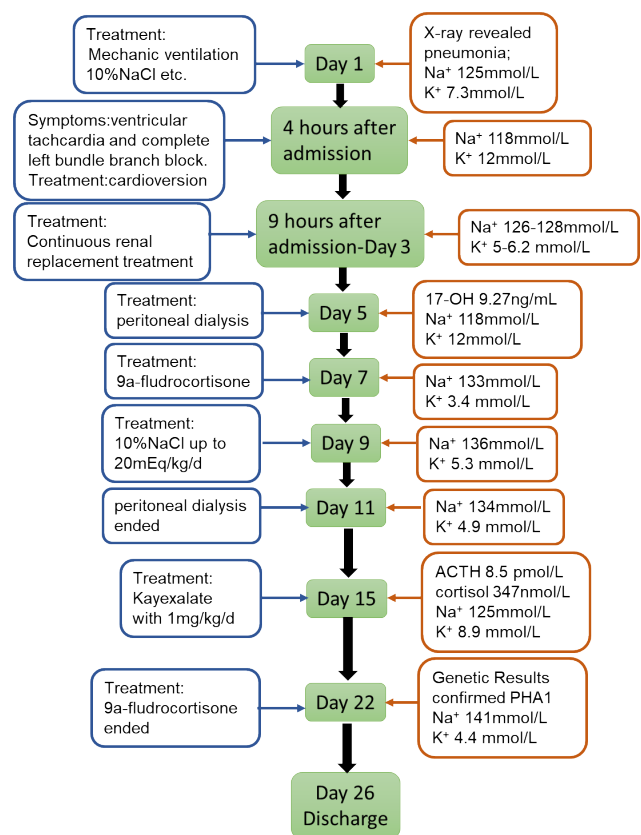 Treatment:
Mechanic ventilation
10%NaCl etc.
Day 1
X-ray revealed
pneumonia;
Na⁺ 125mmol/L
K⁺ 7.3mmol/L
Symptoms:ventricular
tachcardia and complete
left bundle branch block.
Treatment:cardioversion
4 hours after
admission
Na⁺ 118mmol/L
K⁺ 12mmol/L
Treatment:
Continuous renal
replacement treatment
9 hours after
admission-Day 3
Na⁺ 126-128mmol/L
K⁺ 5-6.2 mmol/L
Treatment:
peritoneal dialysis
Day 5
17-OH 9.27ng/mL
Na⁺ 118mmol/L
K⁺ 12mmol/L
Treatment:
9a-fludrocortisone
Day 7
Na⁺ 133mmol/L
K⁺ 3.4 mmol/L
Treatment:
10%NaCl up to
20mEq/kg/d
Day 9
Na⁺ 136mmol/L
K⁺ 5.3 mmol/L
peritoneal dialysis
ended
Day 11
Na⁺ 134mmol/L
K⁺ 4.9 mmol/L
Treatment:
Kayexalate
with 1mg/kg/d
Day 15
ACTH 8.5 pmol/L
cortisol 347nmol/L
Na⁺ 125mmol/L
K⁺ 8.9 mmol/L
Treatment:
9a-fludrocortisone
ended
Day 22
Genetic Results
confirmed PHA1
Na⁺ 141mmol/L
K⁺ 4.4 mmol/L
Day 26
Discharge